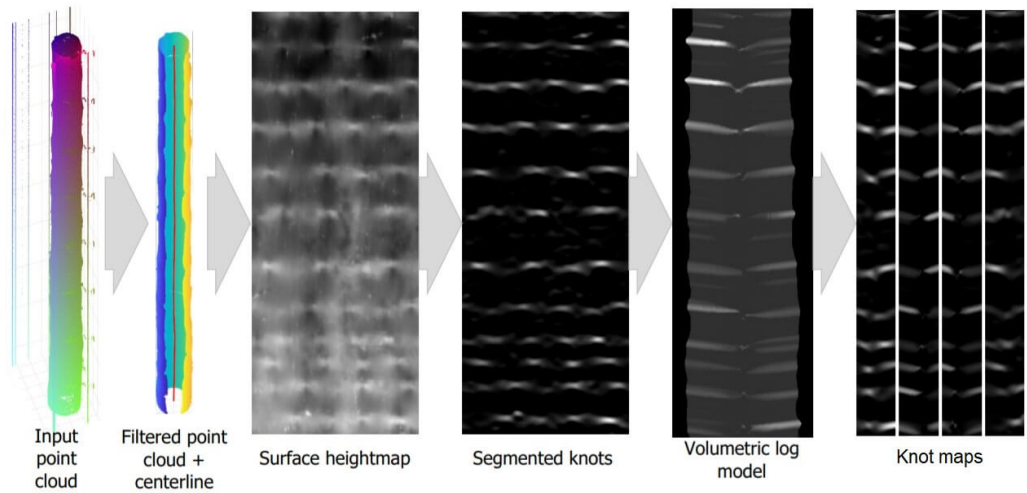 Input
point
cloud
Filtered point
cloud +
centerline
Surface heightmap
Segmented knots
Volumetric log
model
Knot maps